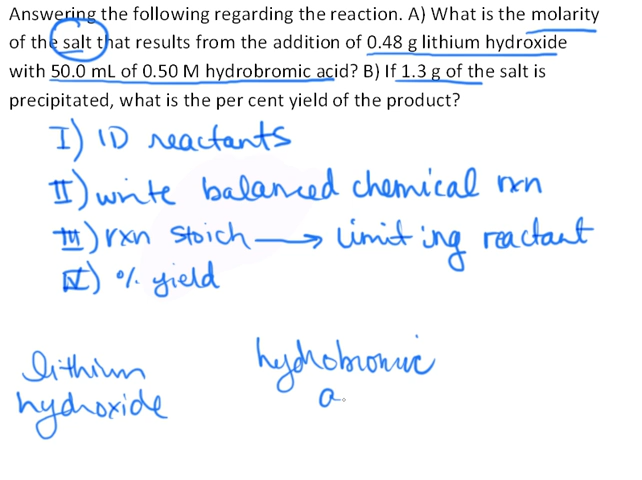 Answering the following regarding the reaction. A) What is the molarity
of the salt that results from the addition of 0.48 g lithium hydroxide
with 50.0 mL of 0.50 M hydrobromic acid? B) If 1.3 g of the salt is
precipitated, what is the per cent yield of the product?
I) ID reactants
II) write balanced chemical rxn
III) rxn stoich → limiting reactant
IV) % yield
lithium hydrobromic
hydroxide a